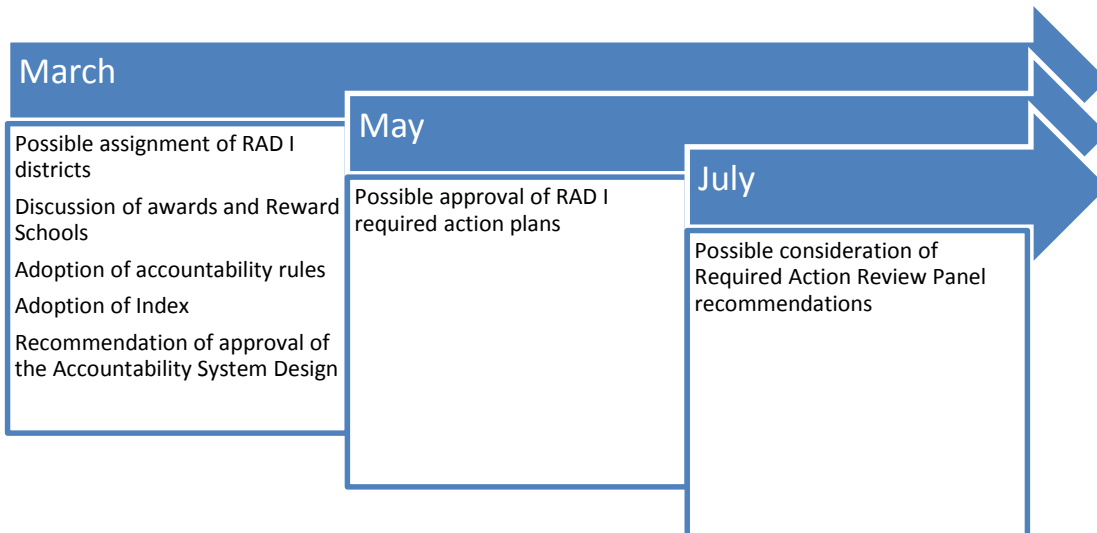 March
Possible assignment of RAD I
districts
Discussion of awards and Reward
Schools
Adoption of accountability rules
Adoption of Index
Recommendation of approval of
the Accountability System Design
May
Possible approval of RAD I
required action plans
July
Possible consideration of
Required Action Review Panel
recommendations